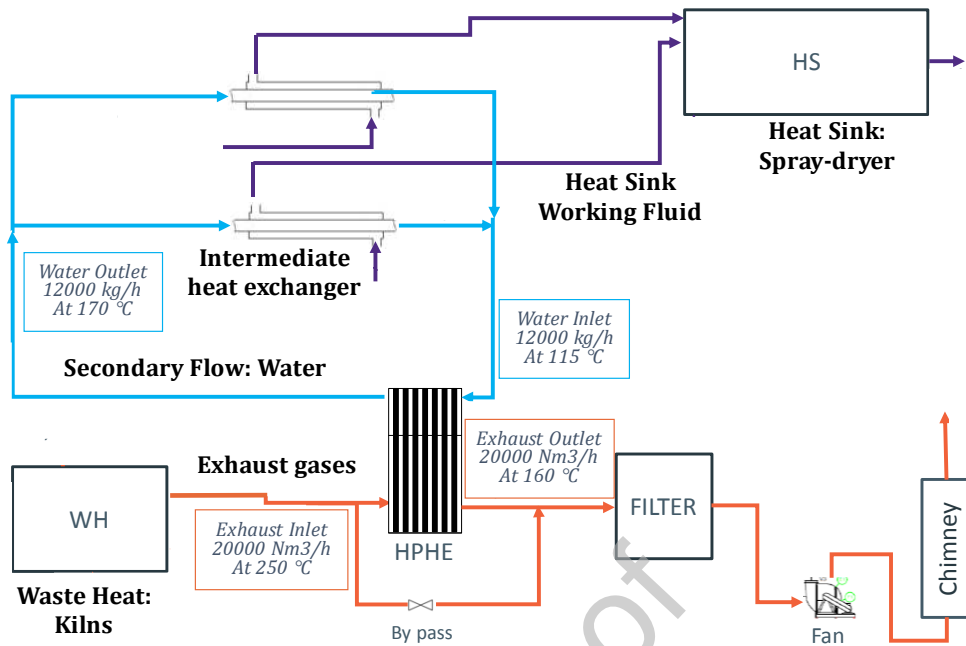 HS
Heat Sink:
Spray-dryer
Heat Sink
Working Fluid
Intermediate
heat exchanger
Water Outlet
12000 kg/h
At 170 °C
Water Inlet
12000 kg/h
At 115 °C
Secondary Flow: Water
Exhaust gases
Exhaust Outlet
20000 Nm3/h
At 160 °C
WH
Exhaust Inlet
20000 Nm3/h
At 250 °C
HPHE
FILTER
Chimney
Waste Heat:
Kilns
By pass
Fan
of